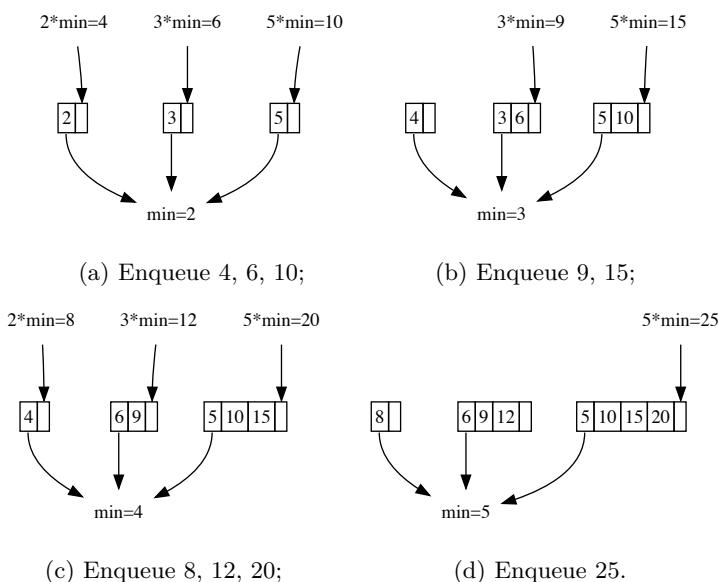 2*min=4 3*min=6 5*min=10
2 3 5
min=2
(a) Enqueue 4, 6, 10;
3*min=9 5*min=15
4 3 6 5 10
min=3
(b) Enqueue 9, 15;
2*min=8 3*min=12 5*min=20
4 6 9 5 10 15
min=4
(c) Enqueue 8, 12, 20;
5*min=25
8 6 9 12 5 10 15 20
min=5
(d) Enqueue 25.